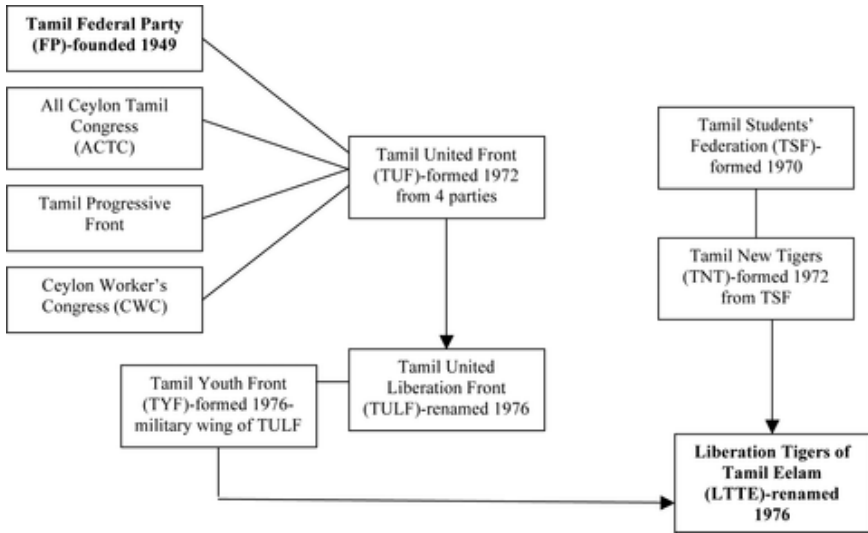 Tamil Federal Party
(FP)-founded 1949
All Ceylon Tamil
Congress
(ACTC)
Tamil Progressive
Front
Ceylon Worker's
Congress (CWC)
Tamil United Front
(TUF)-formed 1972
from 4 parties
Tamil Students'
Federation (TSF)-
formed 1970
Tamil New Tigers
(TNT)-formed 1972
from TSF
Tamil Youth Front
(TYF)-formed 1976-
military wing of TULF
Tamil United
Liberation Front
(TULF)-renamed 1976
Liberation Tigers of
Tamil Eelam
(LTTE)-renamed
1976